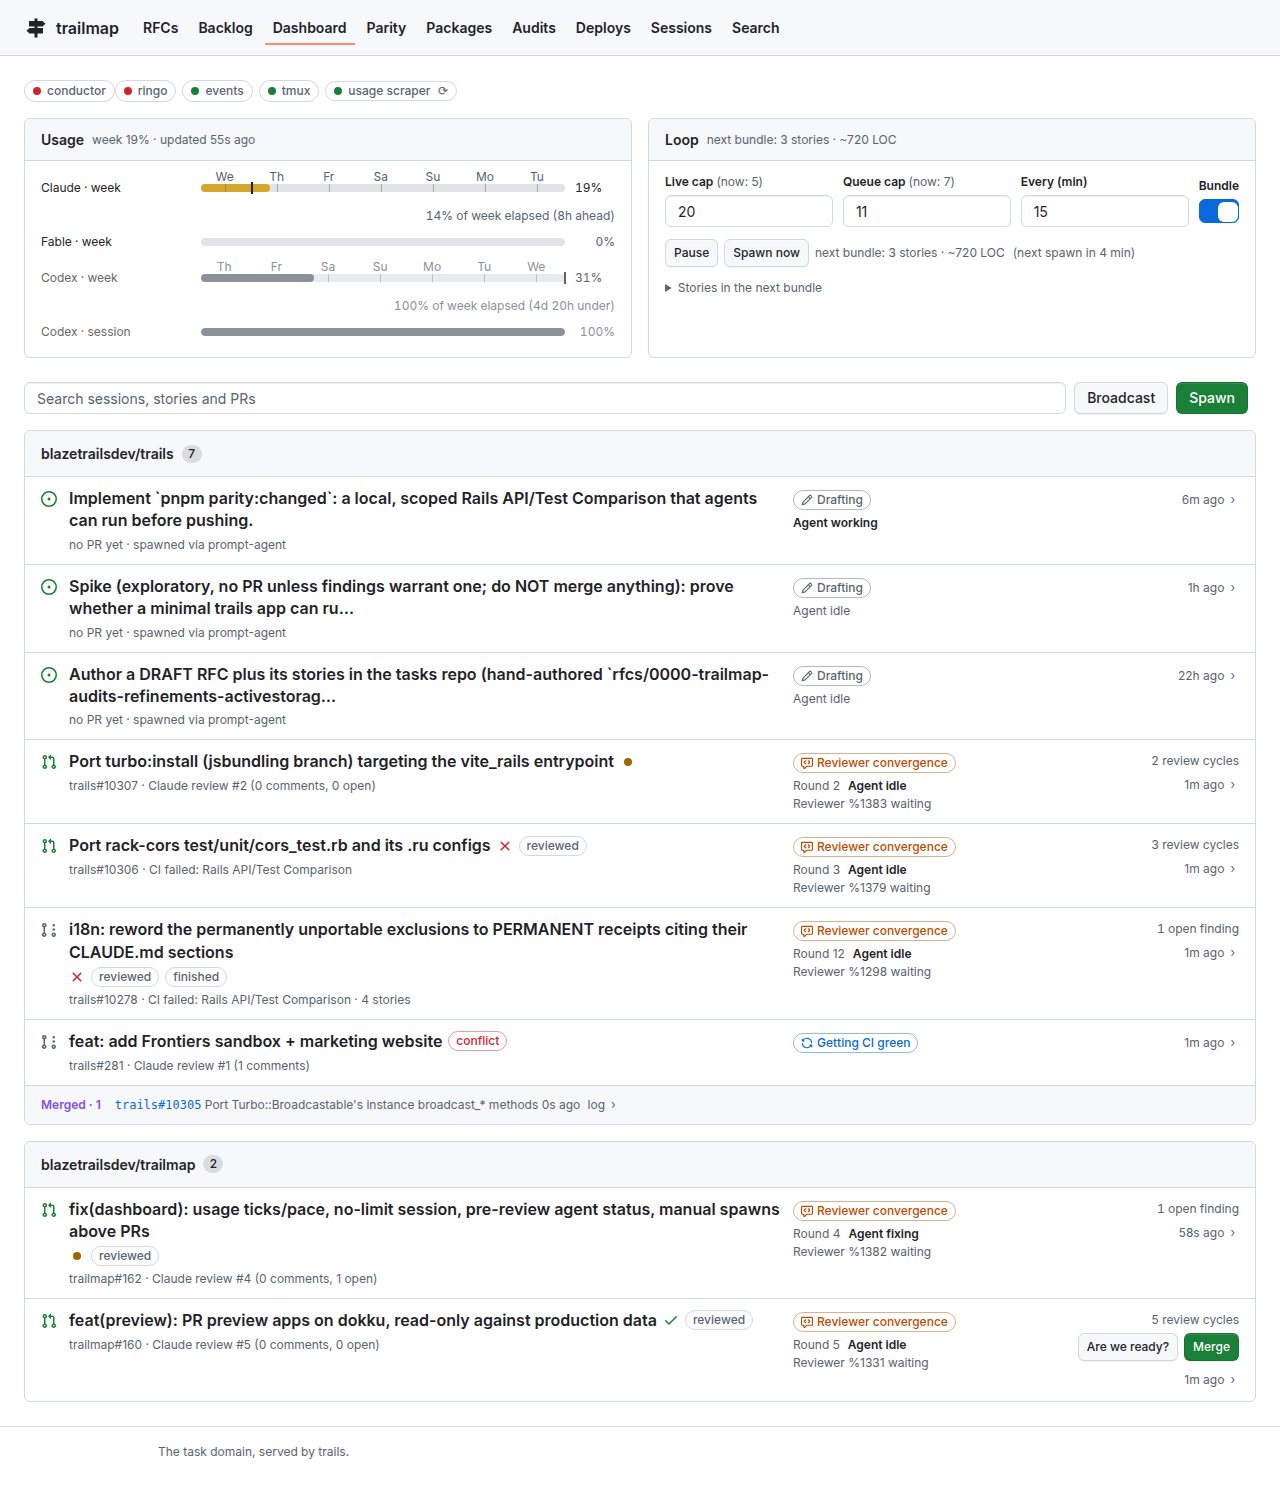 trailmap RFCs Backlog Dashboard Parity Packages Audits Deploys Sessions Search
conductor ringo events tmux usage scraper ⟳
Usage week 19% · updated 55s ago
We Th Fr Sa Su Mo Tu
Claude · week 19%
14% of week elapsed (8h ahead)
Fable · week 0%
Th Fr Sa Su Mo Tu We
Codex · week 31%
100% of week elapsed (4d 20h under)
Codex · session 100%
Loop next bundle: 3 stories · ~720 LOC
Live cap (now: 5) Queue cap (now: 7) Every (min) Bundle
20 11 15
Pause Spawn now next bundle: 3 stories · ~720 LOC (next spawn in 4 min)
▶ Stories in the next bundle
Search sessions, stories and PRs Broadcast Spawn
blazetrailsdev/trails 7
Implement `pnpm parity:changed`: a local, scoped Rails API/Test Comparison that agents
can run before pushing.
no PR yet · spawned via prompt-agent
Drafting
Agent working
6m ago ›
Spike (exploratory, no PR unless findings warrant one; do NOT merge anything): prove
whether a minimal trails app can ru…
no PR yet · spawned via prompt-agent
Drafting
Agent idle
1h ago ›
Author a DRAFT RFC plus its stories in the tasks repo (hand-authored `rfcs/0000-trailmap-
audits-refinements-activestorag…
no PR yet · spawned via prompt-agent
Drafting
Agent idle
22h ago ›
Port turbo:install (jsbundling branch) targeting the vite_rails entrypoint
trails#10307 · Claude review #2 (0 comments, 0 open)
Reviewer convergence
Round 2 Agent idle
Reviewer %1383 waiting
2 review cycles
1m ago ›
Port rack-cors test/unit/cors_test.rb and its .ru configs reviewed
trails#10306 · CI failed: Rails API/Test Comparison
Reviewer convergence
Round 3 Agent idle
Reviewer %1379 waiting
3 review cycles
1m ago ›
i18n: reword the permanently unportable exclusions to PERMANENT receipts citing their
CLAUDE.md sections
reviewed finished
trails#10278 · CI failed: Rails API/Test Comparison · 4 stories
Reviewer convergence
Round 12 Agent idle
Reviewer %1298 waiting
1 open finding
1m ago ›
feat: add Frontiers sandbox + marketing website conflict
trails#281 · Claude review #1 (1 comments)
Getting CI green
1m ago ›
Merged · 1 trails#10305 Port Turbo::Broadcastable's instance broadcast_* methods 0s ago log ›
blazetrailsdev/trailmap 2
fix(dashboard): usage ticks/pace, no-limit session, pre-review agent status, manual spawns
above PRs
reviewed
trailmap#162 · Claude review #4 (0 comments, 1 open)
Reviewer convergence
Round 4 Agent fixing
Reviewer %1382 waiting
1 open finding
58s ago ›
feat(preview): PR preview apps on dokku, read-only against production data reviewed
trailmap#160 · Claude review #5 (0 comments, 0 open)
Reviewer convergence
Round 5 Agent idle
Reviewer %1331 waiting
5 review cycles
Are we ready? Merge
1m ago ›
The task domain, served by trails.